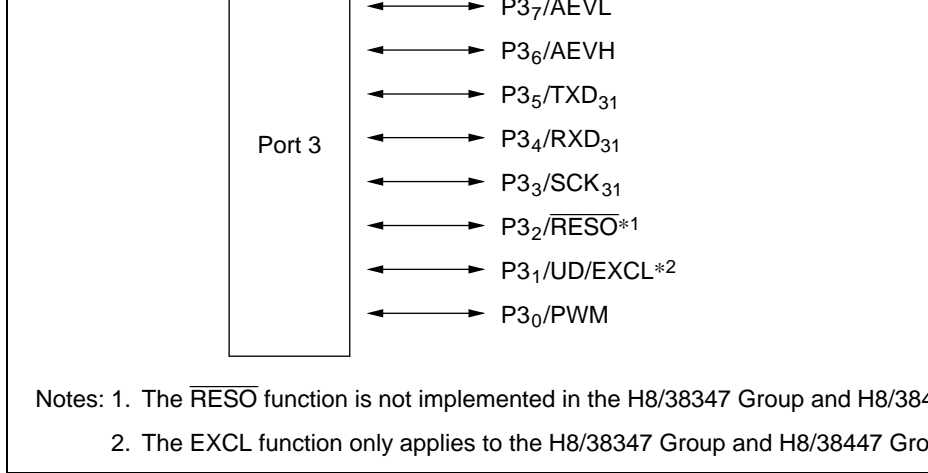 P3₇/AEVL
P3₆/AEVH
P3₅/TXD₃₁
P3₄/RXD₃₁
Port 3
P3₃/SCK₃₁
P3₂/R̅E̅S̅O̅*1
P3₁/UD/EXCL*2
P3₀/PWM
Notes: 1. The R̅E̅S̅O̅ function is not implemented in the H8/38347 Group and H8/384
2. The EXCL function only applies to the H8/38347 Group and H8/38447 Gro